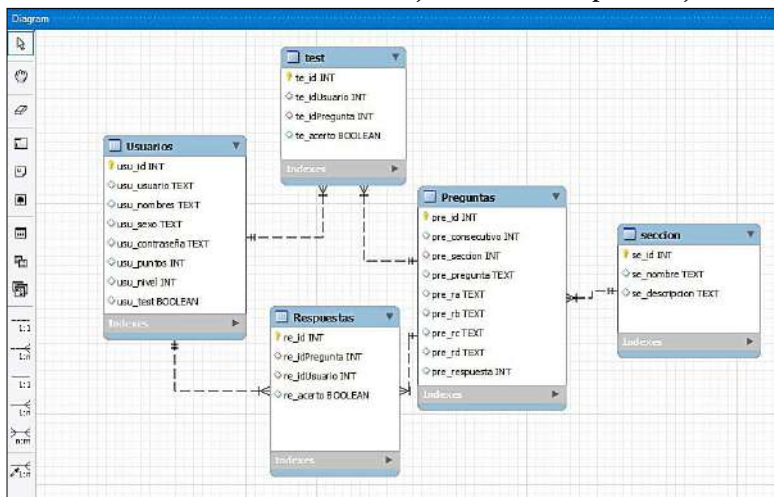 Diagram
test
te_id INT
te_idUsuario INT
te_idPregunta INT
te_acerto BOOLEAN
Indexes
Usuarios
usu_id INT
usu_usuario TEXT
usu_nombres TEXT
usu_sexo TEXT
usu_contraseña TEXT
usu_puntos INT
usu_nivel INT
usu_test BOOLEAN
Indexes
Preguntas
pre_id INT
pre_consecutivo INT
pre_seccion INT
pre_pregunta TEXT
pre_ra TEXT
pre_rb TEXT
pre_rc TEXT
pre_rd TEXT
pre_respuesta INT
Indexes
seccion
se_id INT
se_nombre TEXT
se_descripcion TEXT
Indexes
Respuestas
re_id INT
re_idPregunta INT
re_idUsuario INT
re_acerto BOOLEAN
Indexes
1:1
1:n
1:1
1:n
n:m
1:n